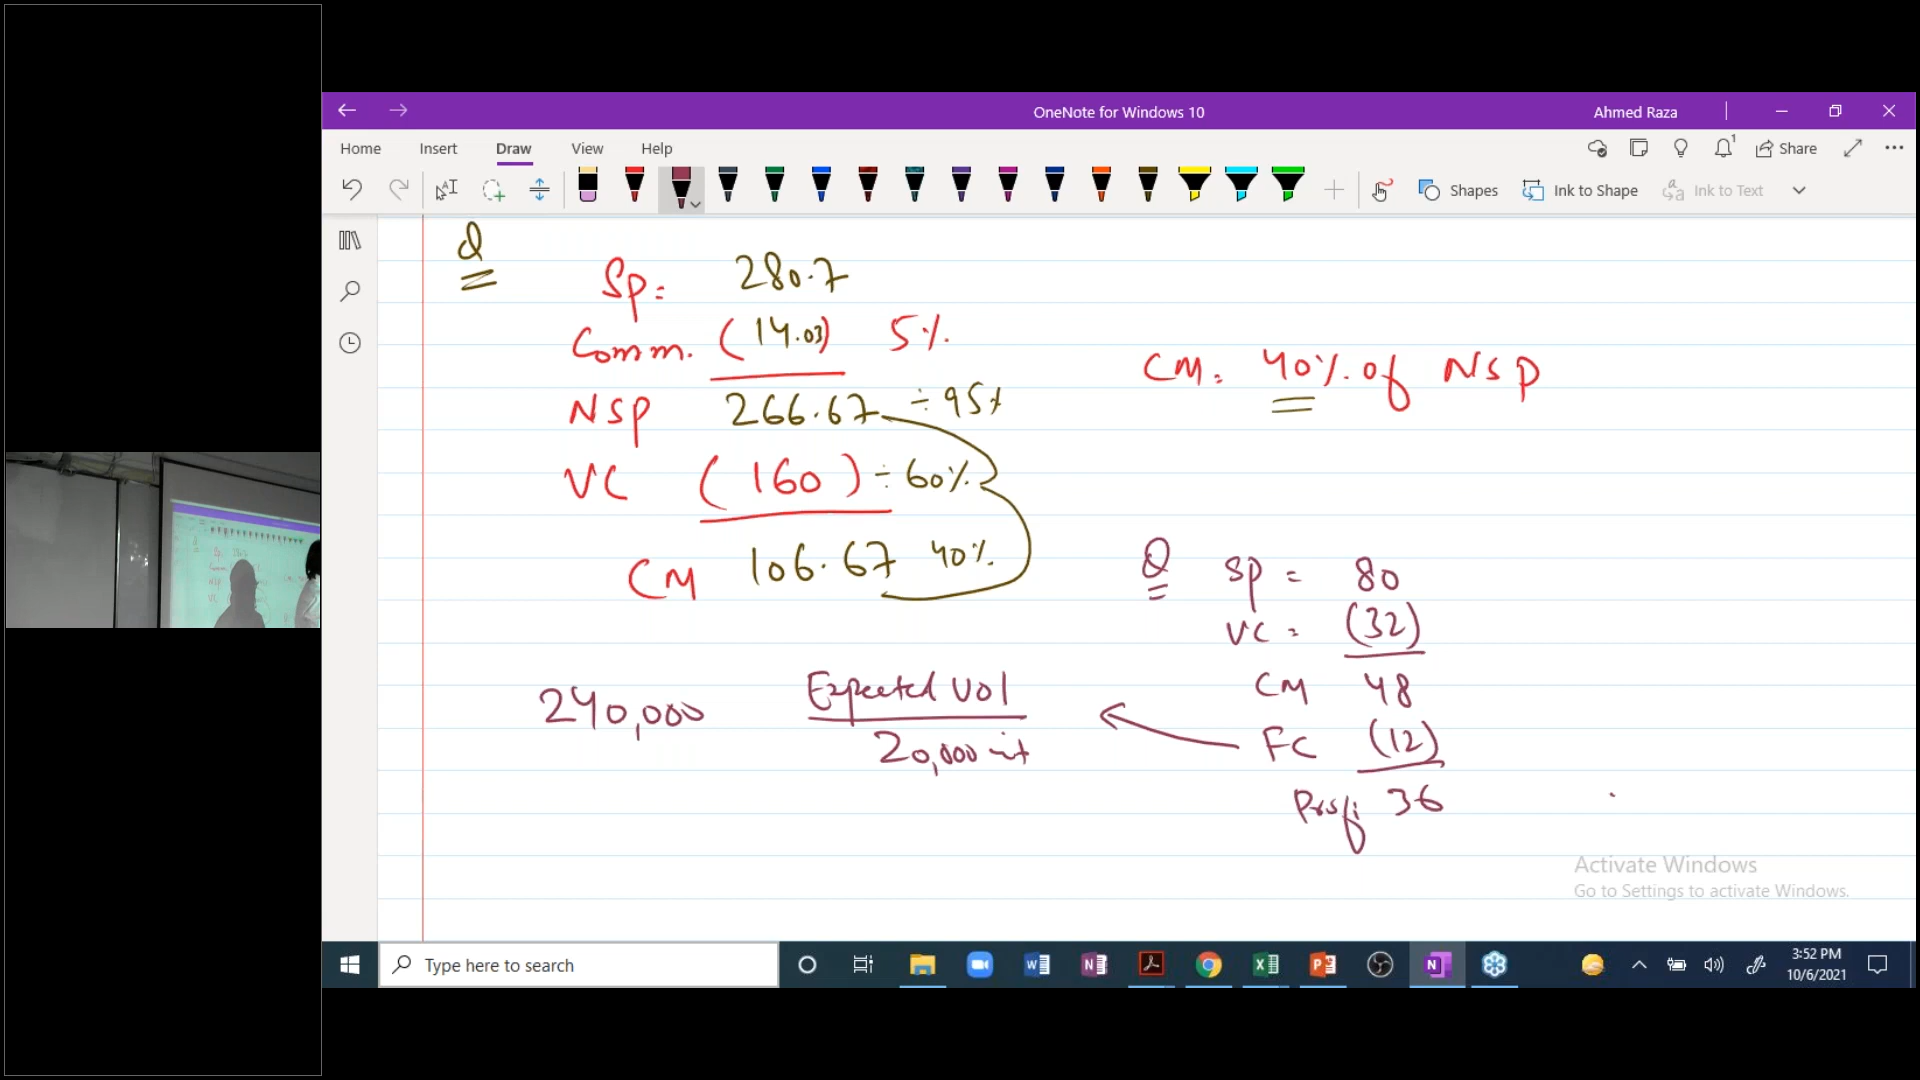 OneNote for Windows 10
Ahmed Raza
Home Insert Draw View Help
Share
Shapes Ink to Shape Ink to Text
Q
Sp = 280.7
Comm. (14.03) 5%
NSP 266.67 ÷ 95%
VC (160) ÷ 60%
CM 106.67 40%
CM = 40% of NSP
Q SP = 80
VC = (32)
CM 48
FC (12)
Profi 36
240,000
Expected Vol
20,000 unit
Activate Windows
Go to Settings to activate Windows.
Type here to search
3:52 PM
10/6/2021